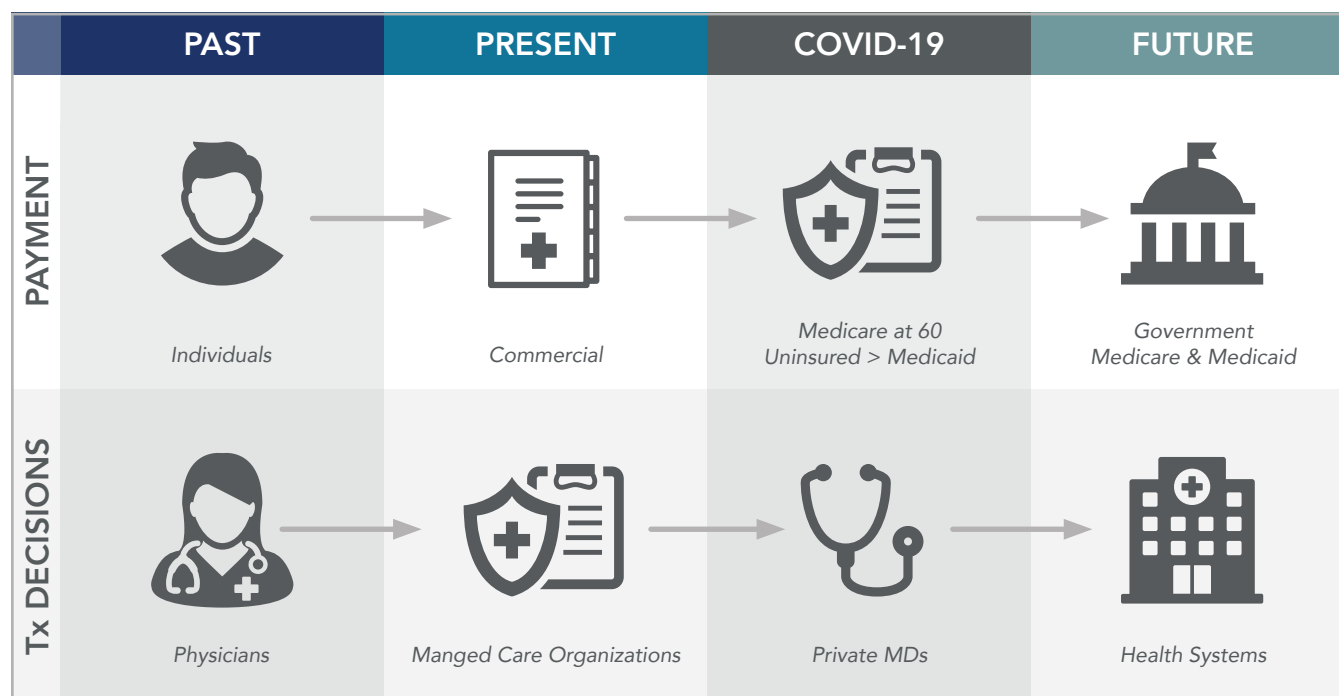 PAST
PRESENT
COVID-19
FUTURE
PAYMENT
Individuals
Commercial
Medicare at 60
Uninsured > Medicaid
Government
Medicare & Medicaid
Tx DECISIONS
Physicians
Manged Care Organizations
Private MDs
Health Systems